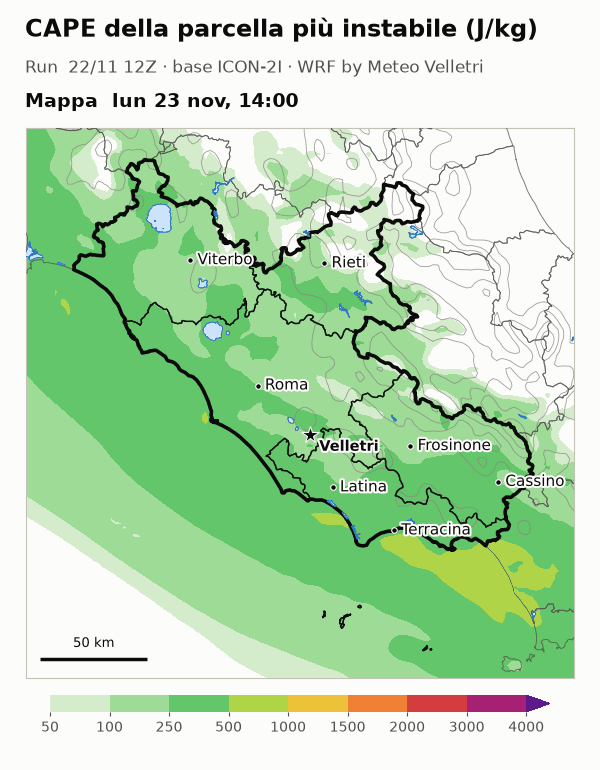 CAPE della parcella più instabile (J/kg)
Run  22/11 12Z · base ICON-2I · WRF by Meteo Velletri
Mappa  lun 23 nov, 14:00
Viterbo
Rieti
Roma
Velletri
Frosinone
Cassino
Latina
Terracina
50 km
50 100 250 500 1000 1500 2000 3000 4000